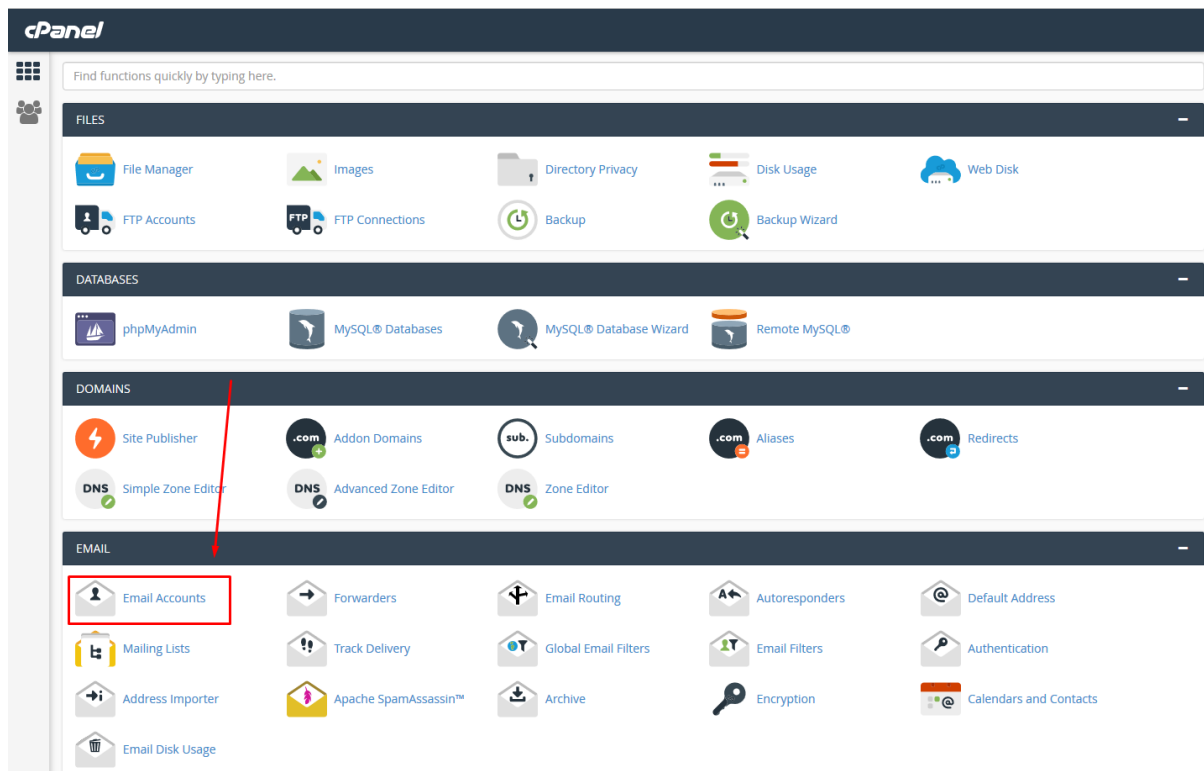 cPanel
Find functions quickly by typing here.
FILES
File Manager
Images
Directory Privacy
Disk Usage
Web Disk
FTP
FTP Accounts
FTP Connections
Backup
Backup Wizard
DATABASES
phpMyAdmin
MySQL® Databases
MySQL® Database Wizard
Remote MySQL®
DOMAINS
Site Publisher
.com
Addon Domains
sub.
Subdomains
.com
Aliases
.com
Redirects
DNS
Simple Zone Editor
DNS
Advanced Zone Editor
DNS
Zone Editor
EMAIL
Email Accounts
Forwarders
Email Routing
A
Autoresponders
@
Default Address
Mailing Lists
Track Delivery
Global Email Filters
Email Filters
Authentication
Address Importer
Apache SpamAssassin™
Archive
Encryption
@
Calendars and Contacts
Email Disk Usage